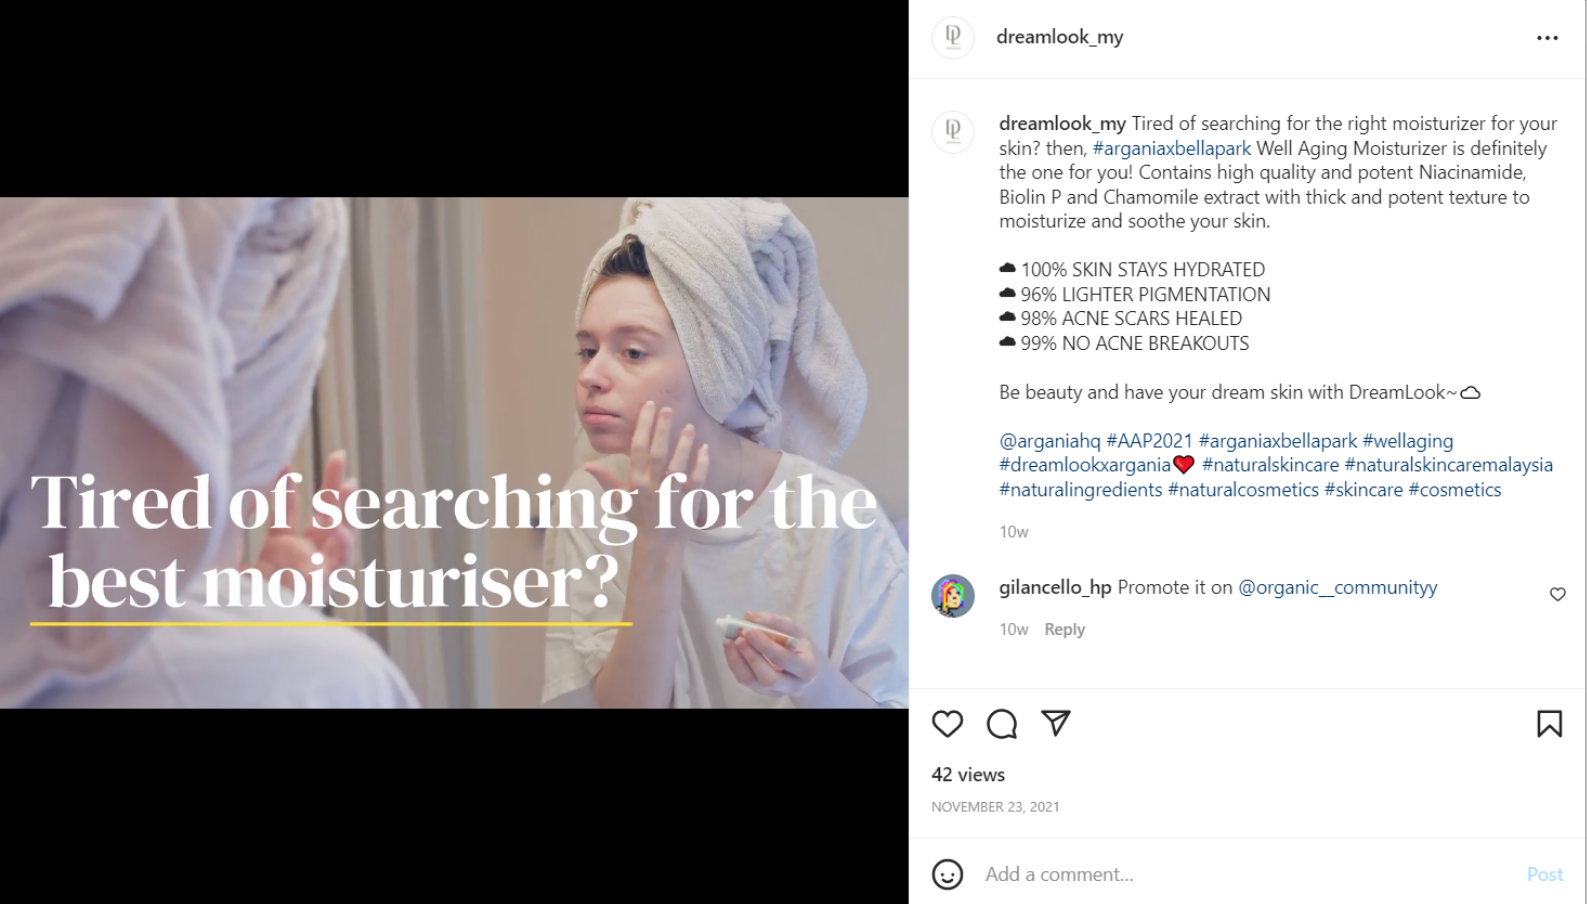 Tired of searching for the
best moisturiser?
dreamlook_my
dreamlook_my Tired of searching for the right moisturizer for your
skin? then, #arganiaxbellapark Well Aging Moisturizer is definitely
the one for you! Contains high quality and potent Niacinamide,
Biolin P and Chamomile extract with thick and potent texture to
moisturize and soothe your skin.
☁ 100% SKIN STAYS HYDRATED
☁ 96% LIGHTER PIGMENTATION
☁ 98% ACNE SCARS HEALED
☁ 99% NO ACNE BREAKOUTS
Be beauty and have your dream skin with DreamLook~☁
@arganiahq #AAP2021 #arganiaxbellapark #wellaging
#dreamlookxargania❤️ #naturalskincare #naturalskincaremalaysia
#naturalingredients #naturalcosmetics #skincare #cosmetics
10w
gilancello_hp Promote it on @organic__communityy
10w Reply
42 views
NOVEMBER 23, 2021
Add a comment...
Post